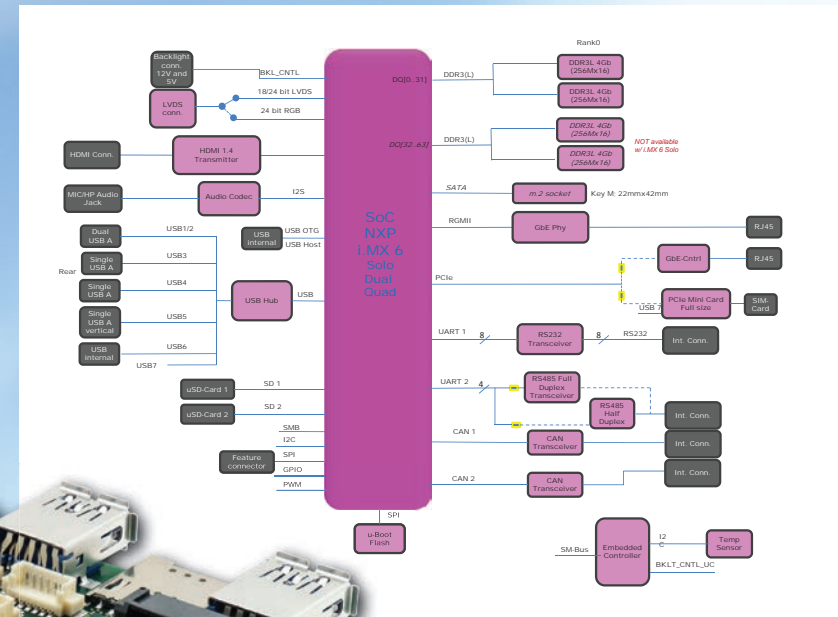 Rank0
Backlight
conn.
12V and
5V
BKL_CNTL
LVDS
conn.
18/24 bit LVDS
24 bit RGB
HDMI Conn.
HDMI 1.4
Transmitter
MIC/HP Audio
Jack
Audio Codec
I2S
USB
internal
USB OTG
USB Host
Rear
Dual
USB A
USB1/2
Single
USB A
USB3
Single
USB A
USB4
Single
USB A
vertical
USB5
USB
internal
USB6
USB7
USB Hub
USB
uSD-Card 1
SD 1
uSD-Card 2
SD 2
SMB
I2C
Feature
connector
SPI
GPIO
PWM
SoC
NXP
i.MX 6
Solo
Dual
Quad
SPI
u-Boot
Flash
DQ[0..31]
DDR3(L)
DDR3L 4Gb
(256Mx16)
DDR3L 4Gb
(256Mx16)
DQ[32..63]
DDR3(L)
DDR3L 4Gb
(256Mx16)
DDR3L 4Gb
(256Mx16)
NOT available
w/ i.MX 6 Solo
SATA
m.2 socket
Key M: 22mmx42mm
RGMII
GbE Phy
RJ45
PCIe
GbE-Cntrl
RJ45
USB 7
PCIe Mini Card
Full size
SIM-
Card
UART 1
8
RS232
Transceiver
8
RS232
Int. Conn.
UART 2
4
RS485 Full
Duplex
Transceiver
RS485
Half
Duplex
Int. Conn.
CAN 1
CAN
Transceiver
Int. Conn.
CAN 2
CAN
Transceiver
Int. Conn.
SM-Bus
Embedded
Controller
I2
C
Temp
Sensor
BKLT_CNTL_UC